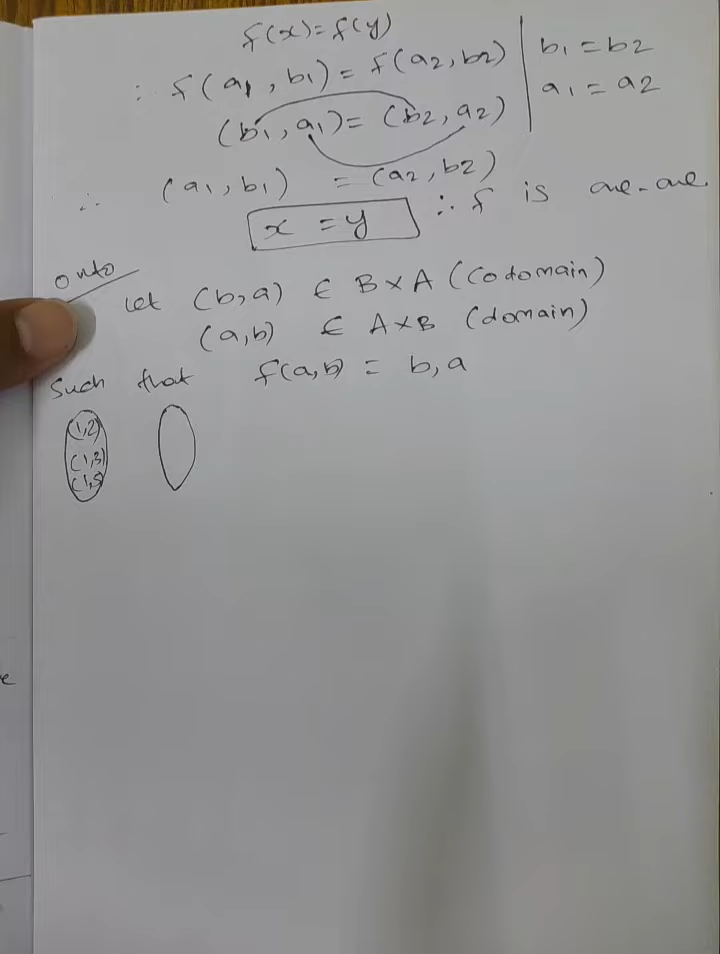 f(x)=f(y)
∴ f(a1, b1) = f(a2, b2) | b1 = b2
(b1, a1) = (b2, a2) | a1 = a2
∴ (a1, b1) = (a2, b2)
x = y ∴ f is one-one
onto
Let (b,a) ∈ B×A (Codomain)
(a,b) ∈ A×B (domain)
Such that f(a,b) = b,a
(1,2)
(1,3)
(1,5)
e